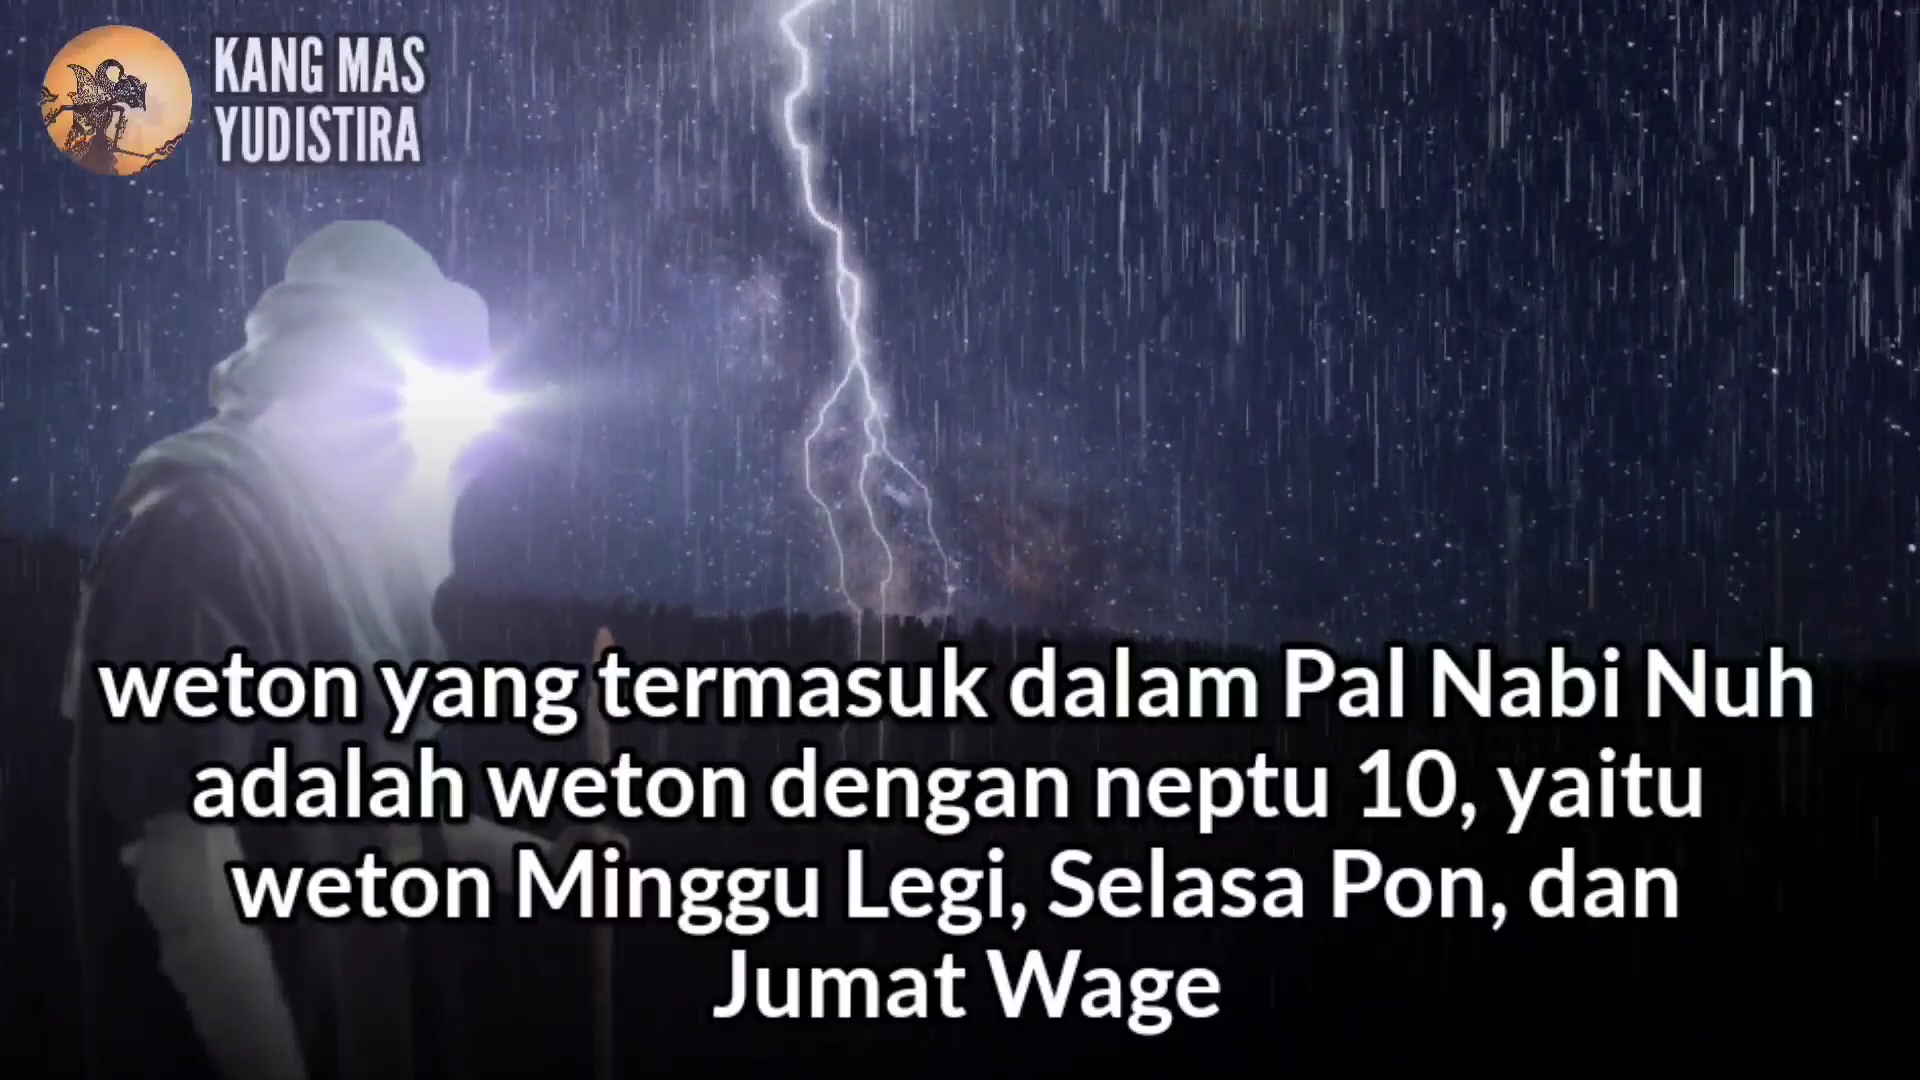 KANG MAS
YUDISTIRA
weton yang termasuk dalam Pal Nabi Nuh
adalah weton dengan neptu 10, yaitu
weton Minggu Legi, Selasa Pon, dan
Jumat Wage